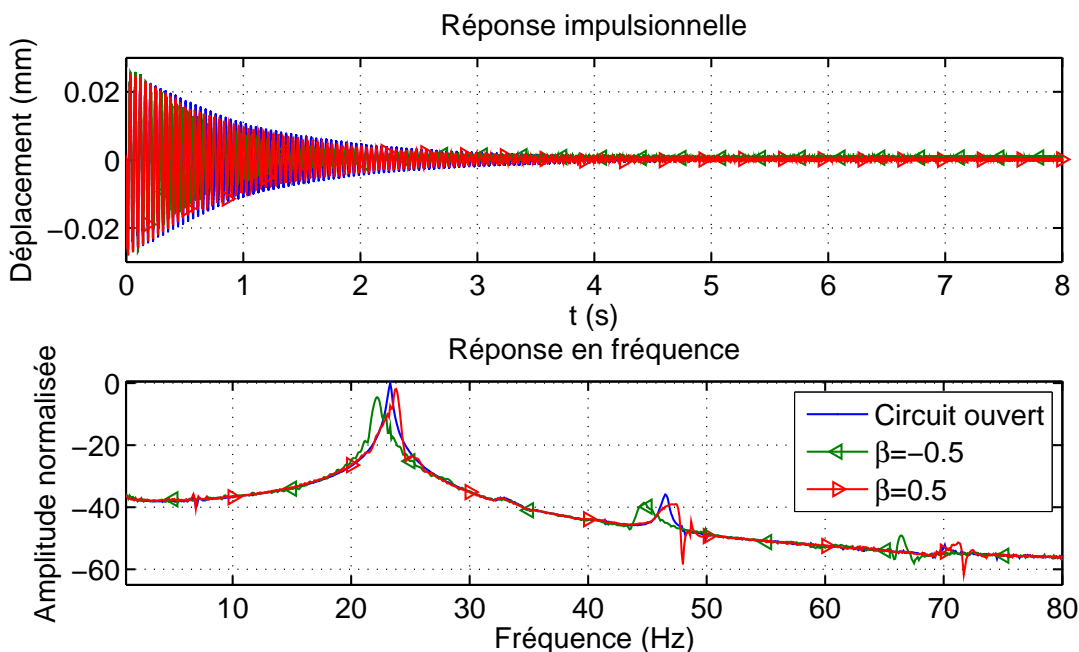 Réponse impulsionnelle
Déplacement (mm)
0.02
0
−0.02
0 1 2 3 4 5 6 7 8
t (s)
Réponse en fréquence
Amplitude normalisée
0
−20
−40
−60
Circuit ouvert
β=−0.5
β=0.5
10 20 30 40 50 60 70 80
Fréquence (Hz)